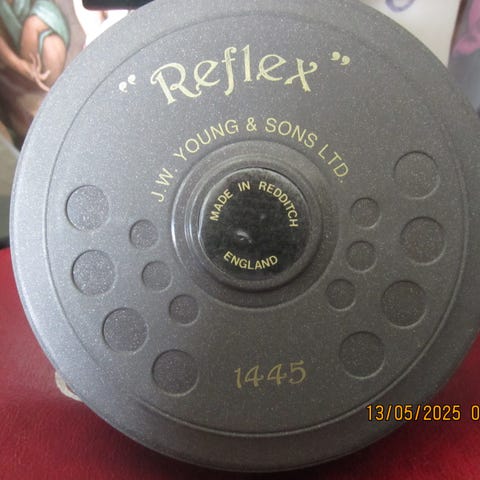 "Reflex"
J.W. YOUNG & SONS LTD.
MADE IN REDDITCH
ENGLAND
1445
13/05/2025